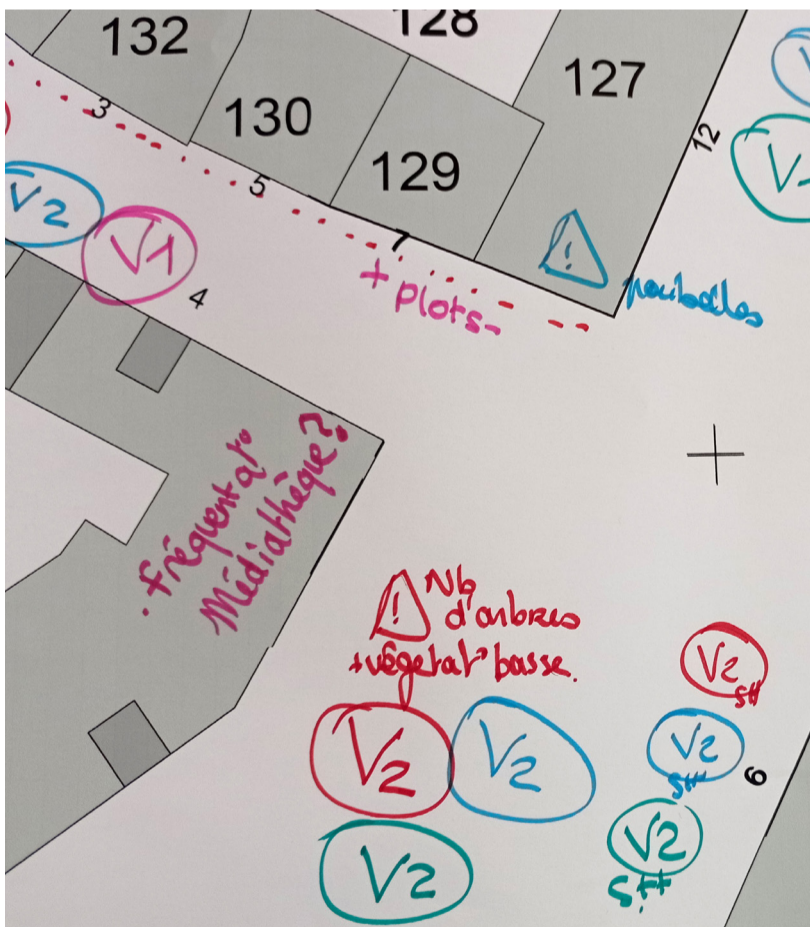 132
128
127
130
129
3
5
7
12
V2
V1
4
+ plots-
poubelles
. fréquentat°
Médiathèque?
Nb
d'arbres
+végétat° basse.
V2
V2
V2
V2
V2
V2
6